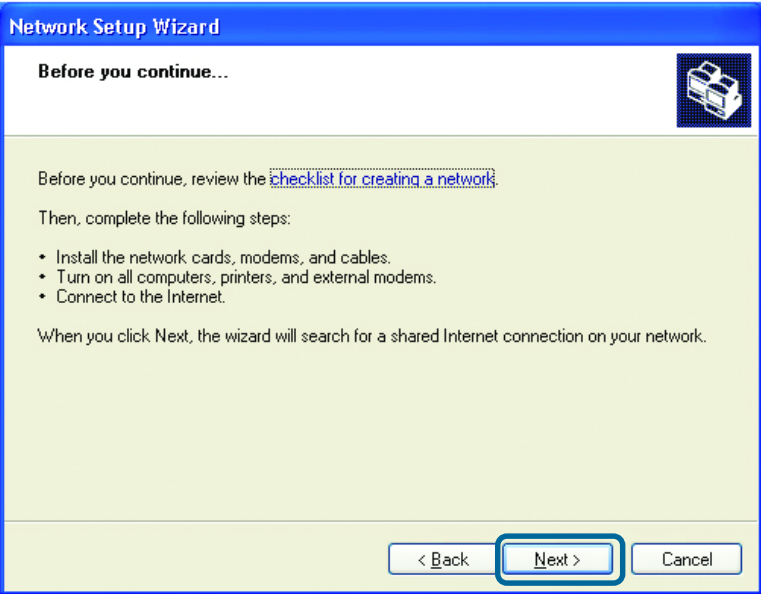 Network Setup Wizard
Before you continue...
Before you continue, review the checklist for creating a network.
Then, complete the following steps:
• Install the network cards, modems, and cables.
• Turn on all computers, printers, and external modems.
• Connect to the Internet.
When you click Next, the wizard will search for a shared Internet connection on your network.
< Back Next > Cancel